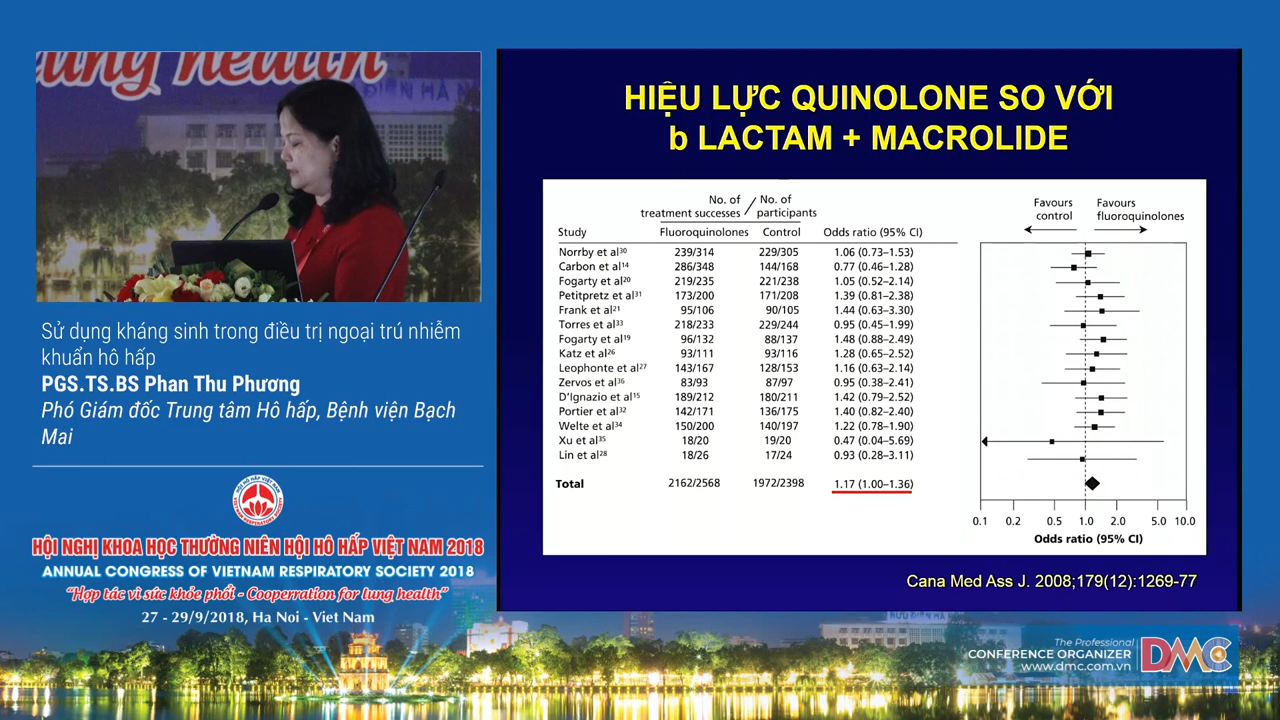 lung health
ĐIỆN HÀ N
Sử dụng kháng sinh trong điều trị ngoại trú nhiễm
khuẩn hô hấp
PGS.TS.BS Phan Thu Phương
Phó Giám đốc Trung tâm Hô hấp, Bệnh viện Bạch
Mai
HỘI HÔ HẤP VIỆT NAM
VIETNAM RESPIRATORY SOCIETY
HỘI NGHỊ KHOA HỌC THƯỜNG NIÊN HỘI HÔ HẤP VIỆT NAM 2018
ANNUAL CONGRESS OF VIETNAM RESPIRATORY SOCIETY 2018
"Hợp tác vì sức khỏe phổi - Cooperration for lung health"
27 - 29/9/2018, Ha Noi - Viet Nam
HIỆU LỰC QUINOLONE SO VỚI
b LACTAM + MACROLIDE
No. of treatment successes / No. of participants
Favours control
Favours fluoroquinolones
Study Fluoroquinolones Control Odds ratio (95% CI)
Norrby et al30 239/314 229/305 1.06 (0.73–1.53)
Carbon et al14 286/348 144/168 0.77 (0.46–1.28)
Fogarty et al20 219/235 221/238 1.05 (0.52–2.14)
Petitpretz et al31 173/200 171/208 1.39 (0.81–2.38)
Frank et al21 95/106 90/105 1.44 (0.63–3.30)
Torres et al33 218/233 229/244 0.95 (0.45–1.99)
Fogarty et al19 96/132 88/137 1.48 (0.88–2.49)
Katz et al26 93/111 93/116 1.28 (0.65–2.52)
Leophonte et al27 143/167 128/153 1.16 (0.63–2.14)
Zervos et al36 83/93 87/97 0.95 (0.38–2.41)
D'Ignazio et al15 189/212 180/211 1.42 (0.79–2.52)
Portier et al32 142/171 136/175 1.40 (0.82–2.40)
Welte et al34 150/200 140/197 1.22 (0.78–1.90)
Xu et al35 18/20 19/20 0.47 (0.04–5.69)
Lin et al28 18/26 17/24 0.93 (0.28–3.11)
Total 2162/2568 1972/2398 1.17 (1.00–1.36)
0.1 0.2 0.5 1.0 2.0 5.0 10.0
Odds ratio (95% CI)
Cana Med Ass J. 2008;179(12):1269-77
The Professional
CONFERENCE ORGANIZER
www.dmc.com.vn
DMC